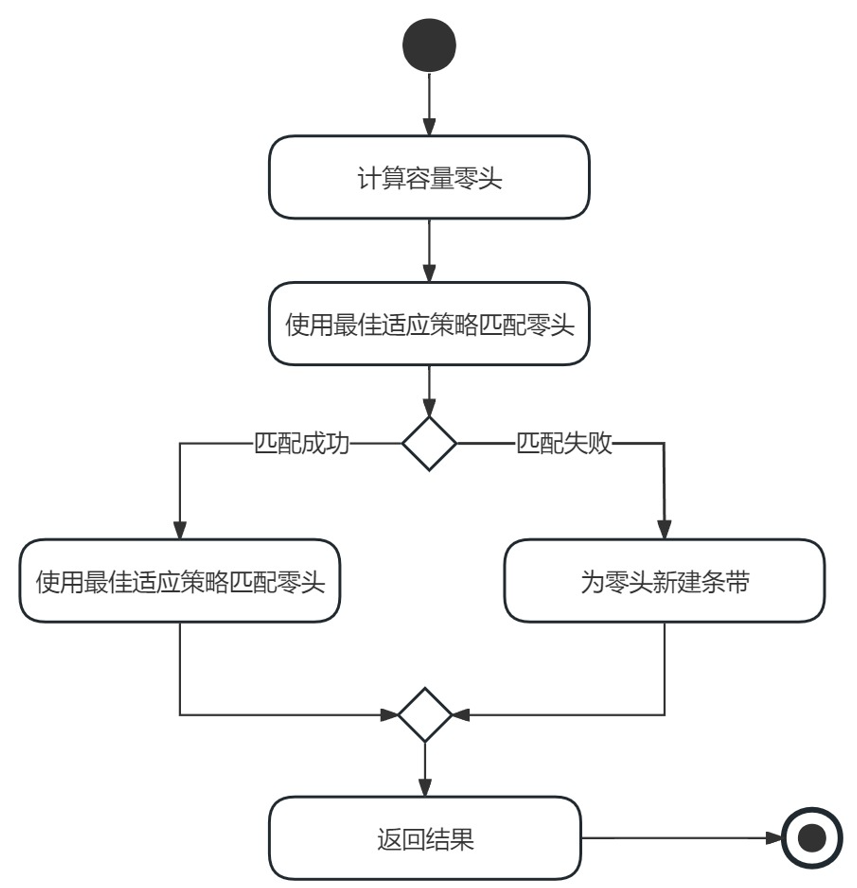 计算容量零头
使用最佳适应策略匹配零头
匹配成功
匹配失败
使用最佳适应策略匹配零头
为零头新建条带
返回结果